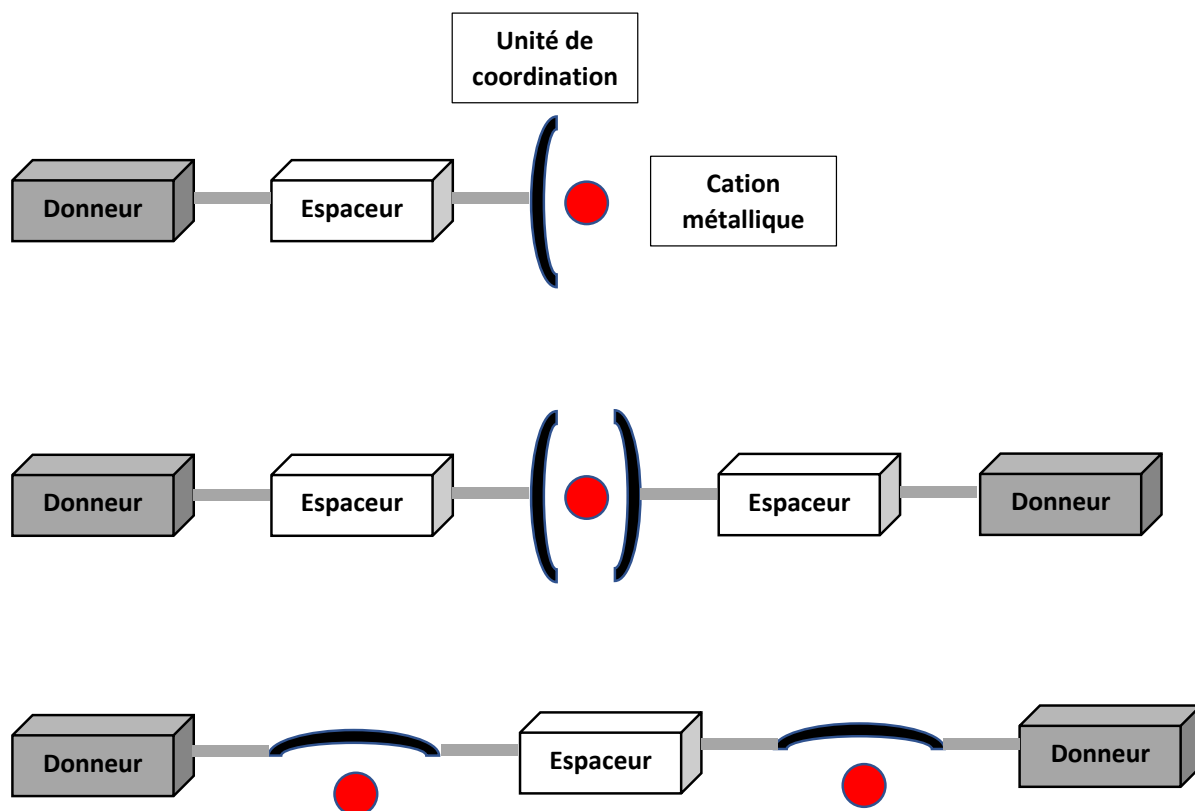 Unité de
coordination
Donneur
Espaceur
Cation
métallique
Donneur
Espaceur
Espaceur
Donneur
Donneur
Espaceur
Donneur